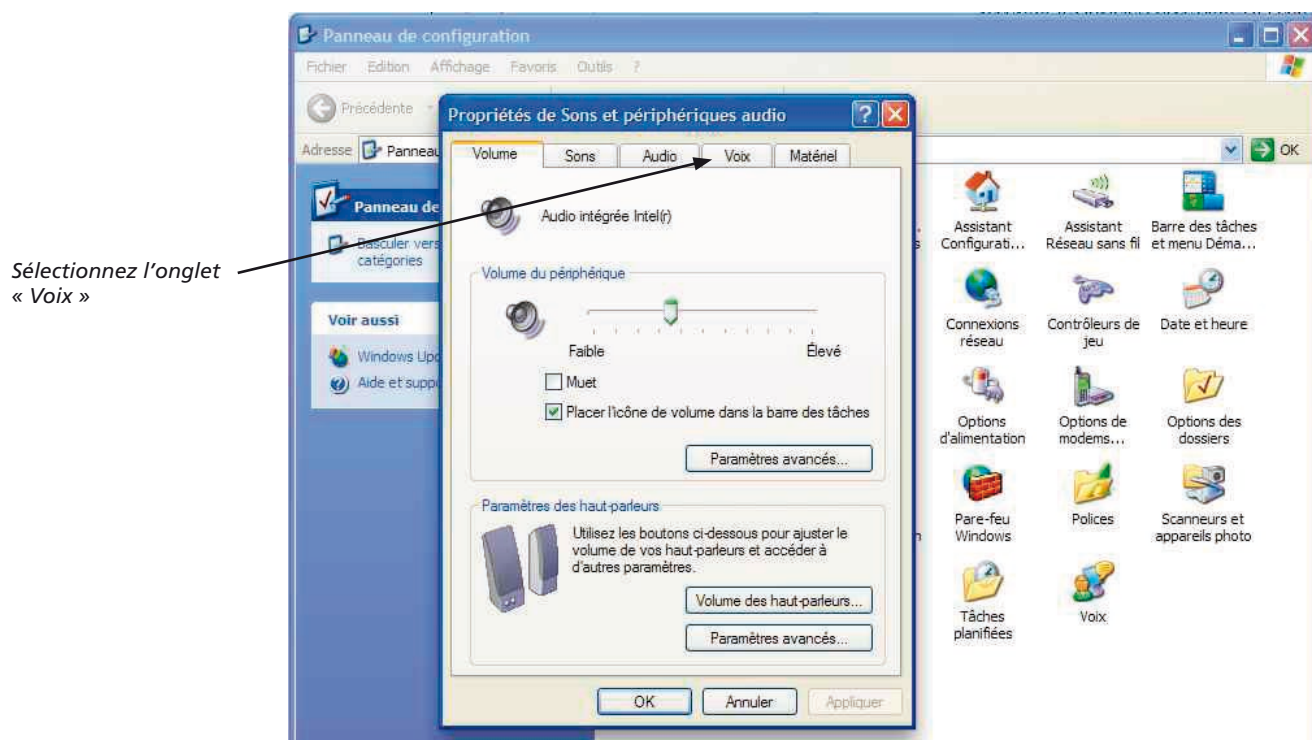 Panneau de configuration
Fichier Edition Affichage Favoris Outils ?
Précédente
Adresse Panneau
OK
Panneau de
Basculer vers
catégories
Voir aussi
Windows Upd
Aide et suppo
Sélectionnez l'onglet
« Voix »
Propriétés de Sons et périphériques audio
Volume Sons Audio Voix Matériel
Audio intégrée Intel(r)
Volume du périphérique
Faible Élevé
Muet
Placer l'icône de volume dans la barre des tâches
Paramètres avancés...
Paramètres des haut-parleurs
Utilisez les boutons ci-dessous pour ajuster le
volume de vos haut-parleurs et accéder à
d'autres paramètres.
Volume des haut-parleurs...
Paramètres avancés...
OK Annuler Appliquer
Assistant
Configurati...
Assistant
Réseau sans fil
Barre des tâches
et menu Déma...
Connexions
réseau
Contrôleurs de
jeu
Date et heure
Options
d'alimentation
Options de
modems...
Options des
dossiers
Pare-feu
Windows
Polices
Scanneurs et
appareils photo
Tâches
planifiées
Voix